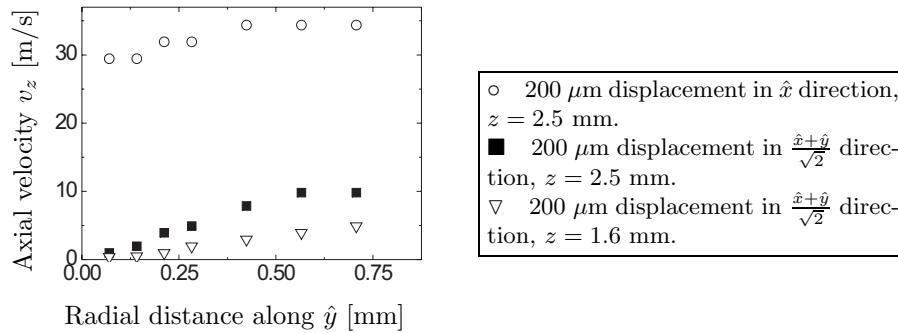 30
20
10
0
0.00
0.25
0.50
0.75
Axial velocity v_z [m/s]
Radial distance along ŷ [mm]
○ 200 μm displacement in x̂ direction,
z = 2.5 mm.
■ 200 μm displacement in (x̂+ŷ)/√2 direc-
tion, z = 2.5 mm.
▽ 200 μm displacement in (x̂+ŷ)/√2 direc-
tion, z = 1.6 mm.